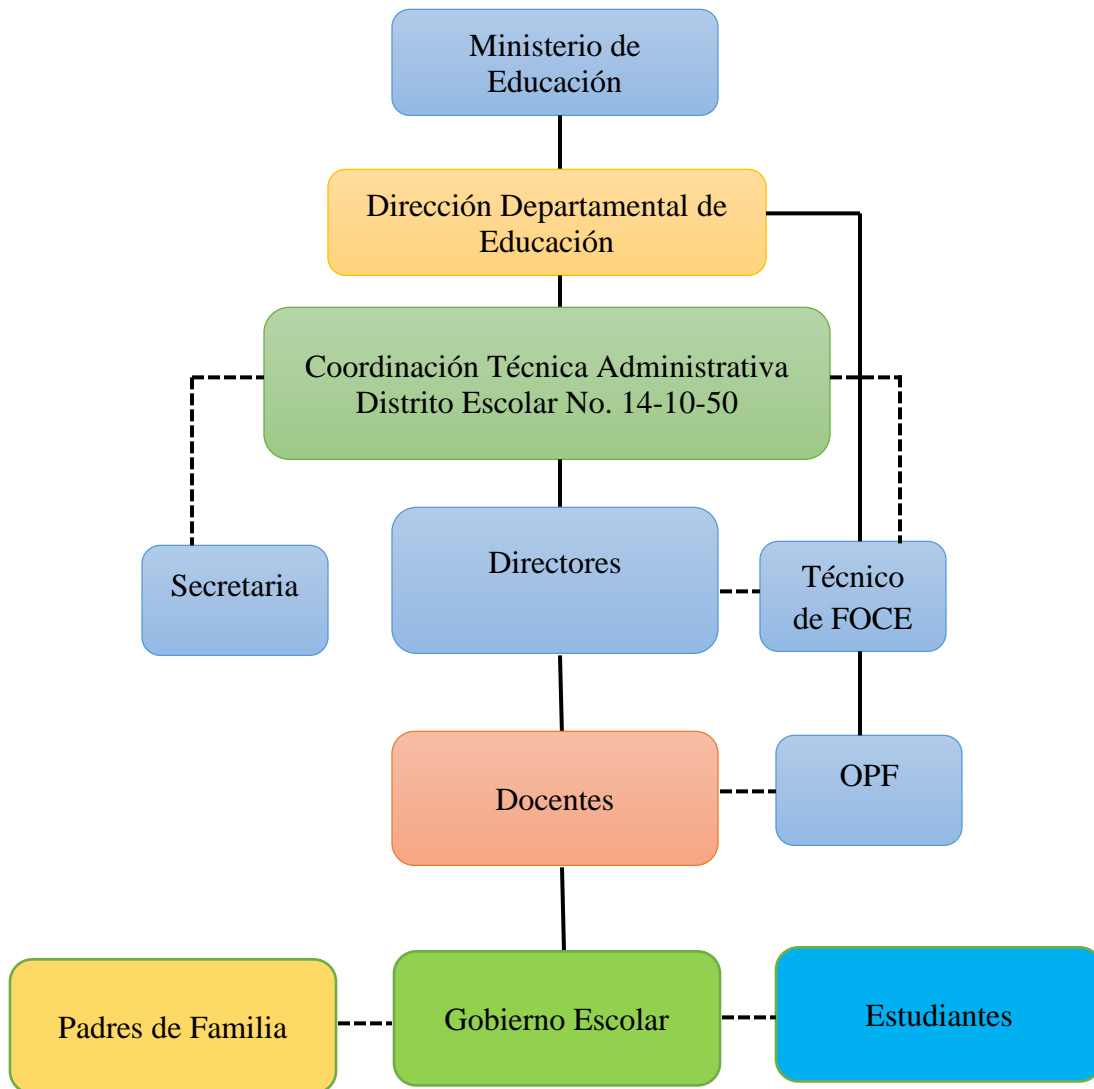 Ministerio de
Educación
Dirección Departamental de
Educación
Coordinación Técnica Administrativa
Distrito Escolar No. 14-10-50
Secretaria
Directores
Técnico
de FOCE
Docentes
OPF
Padres de Familia
Gobierno Escolar
Estudiantes